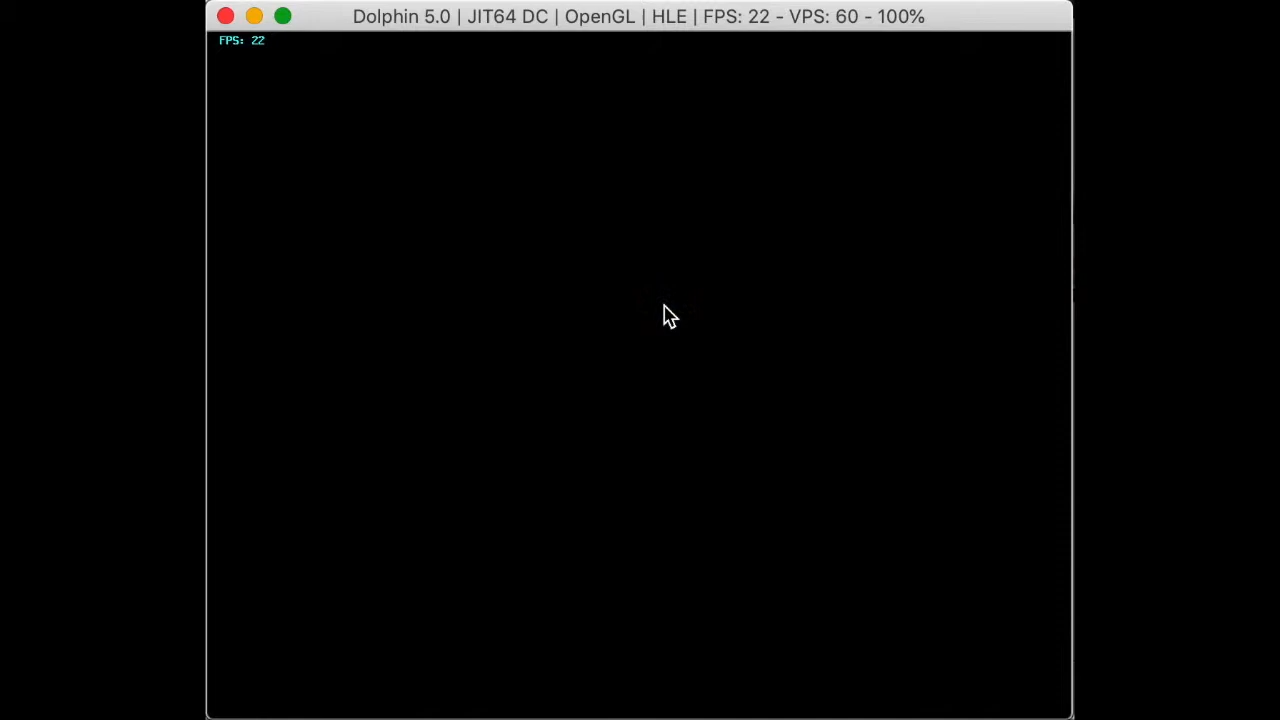 Dolphin 5.0 | JIT64 DC | OpenGL | HLE | FPS: 22 - VPS: 60 - 100%
FPS: 22